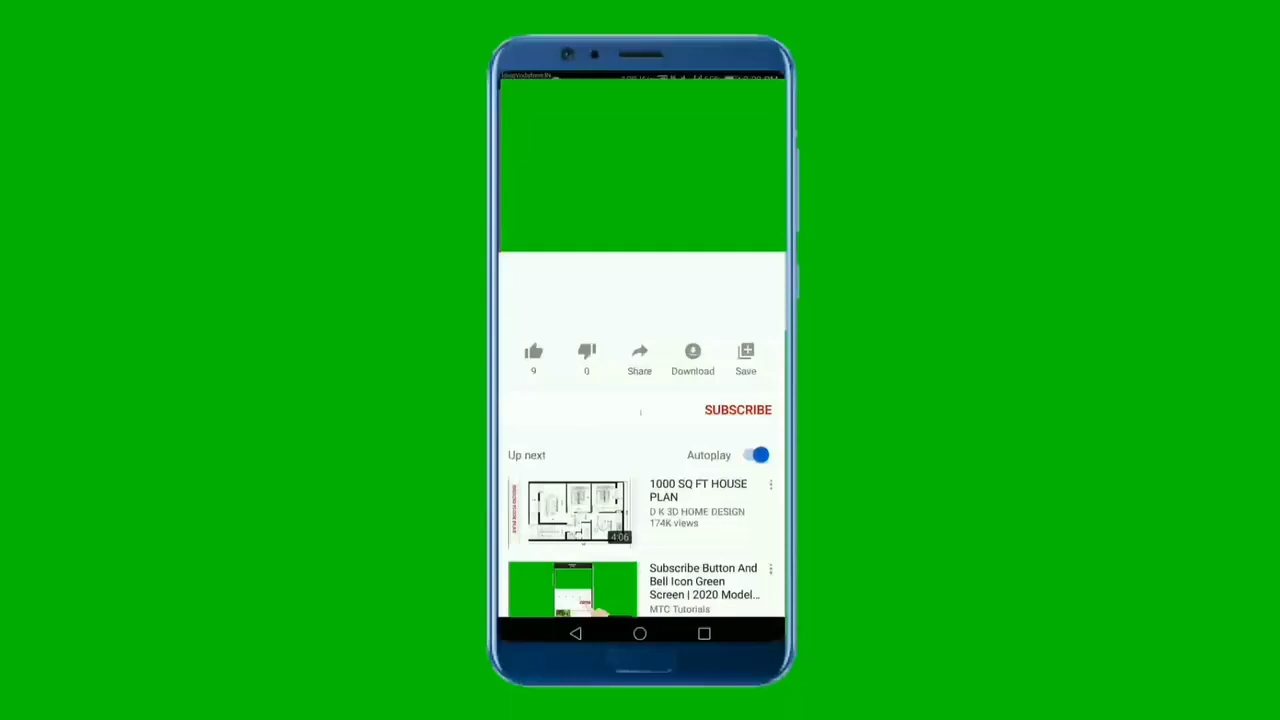 9
0
Share
Download
Save
SUBSCRIBE
Up next
Autoplay
1000 SQ FT HOUSE
PLAN
D K 3D HOME DESIGN
174K views
4:06
Subscribe Button And
Bell Icon Green
Screen | 2020 Model...
MTC Tutorials